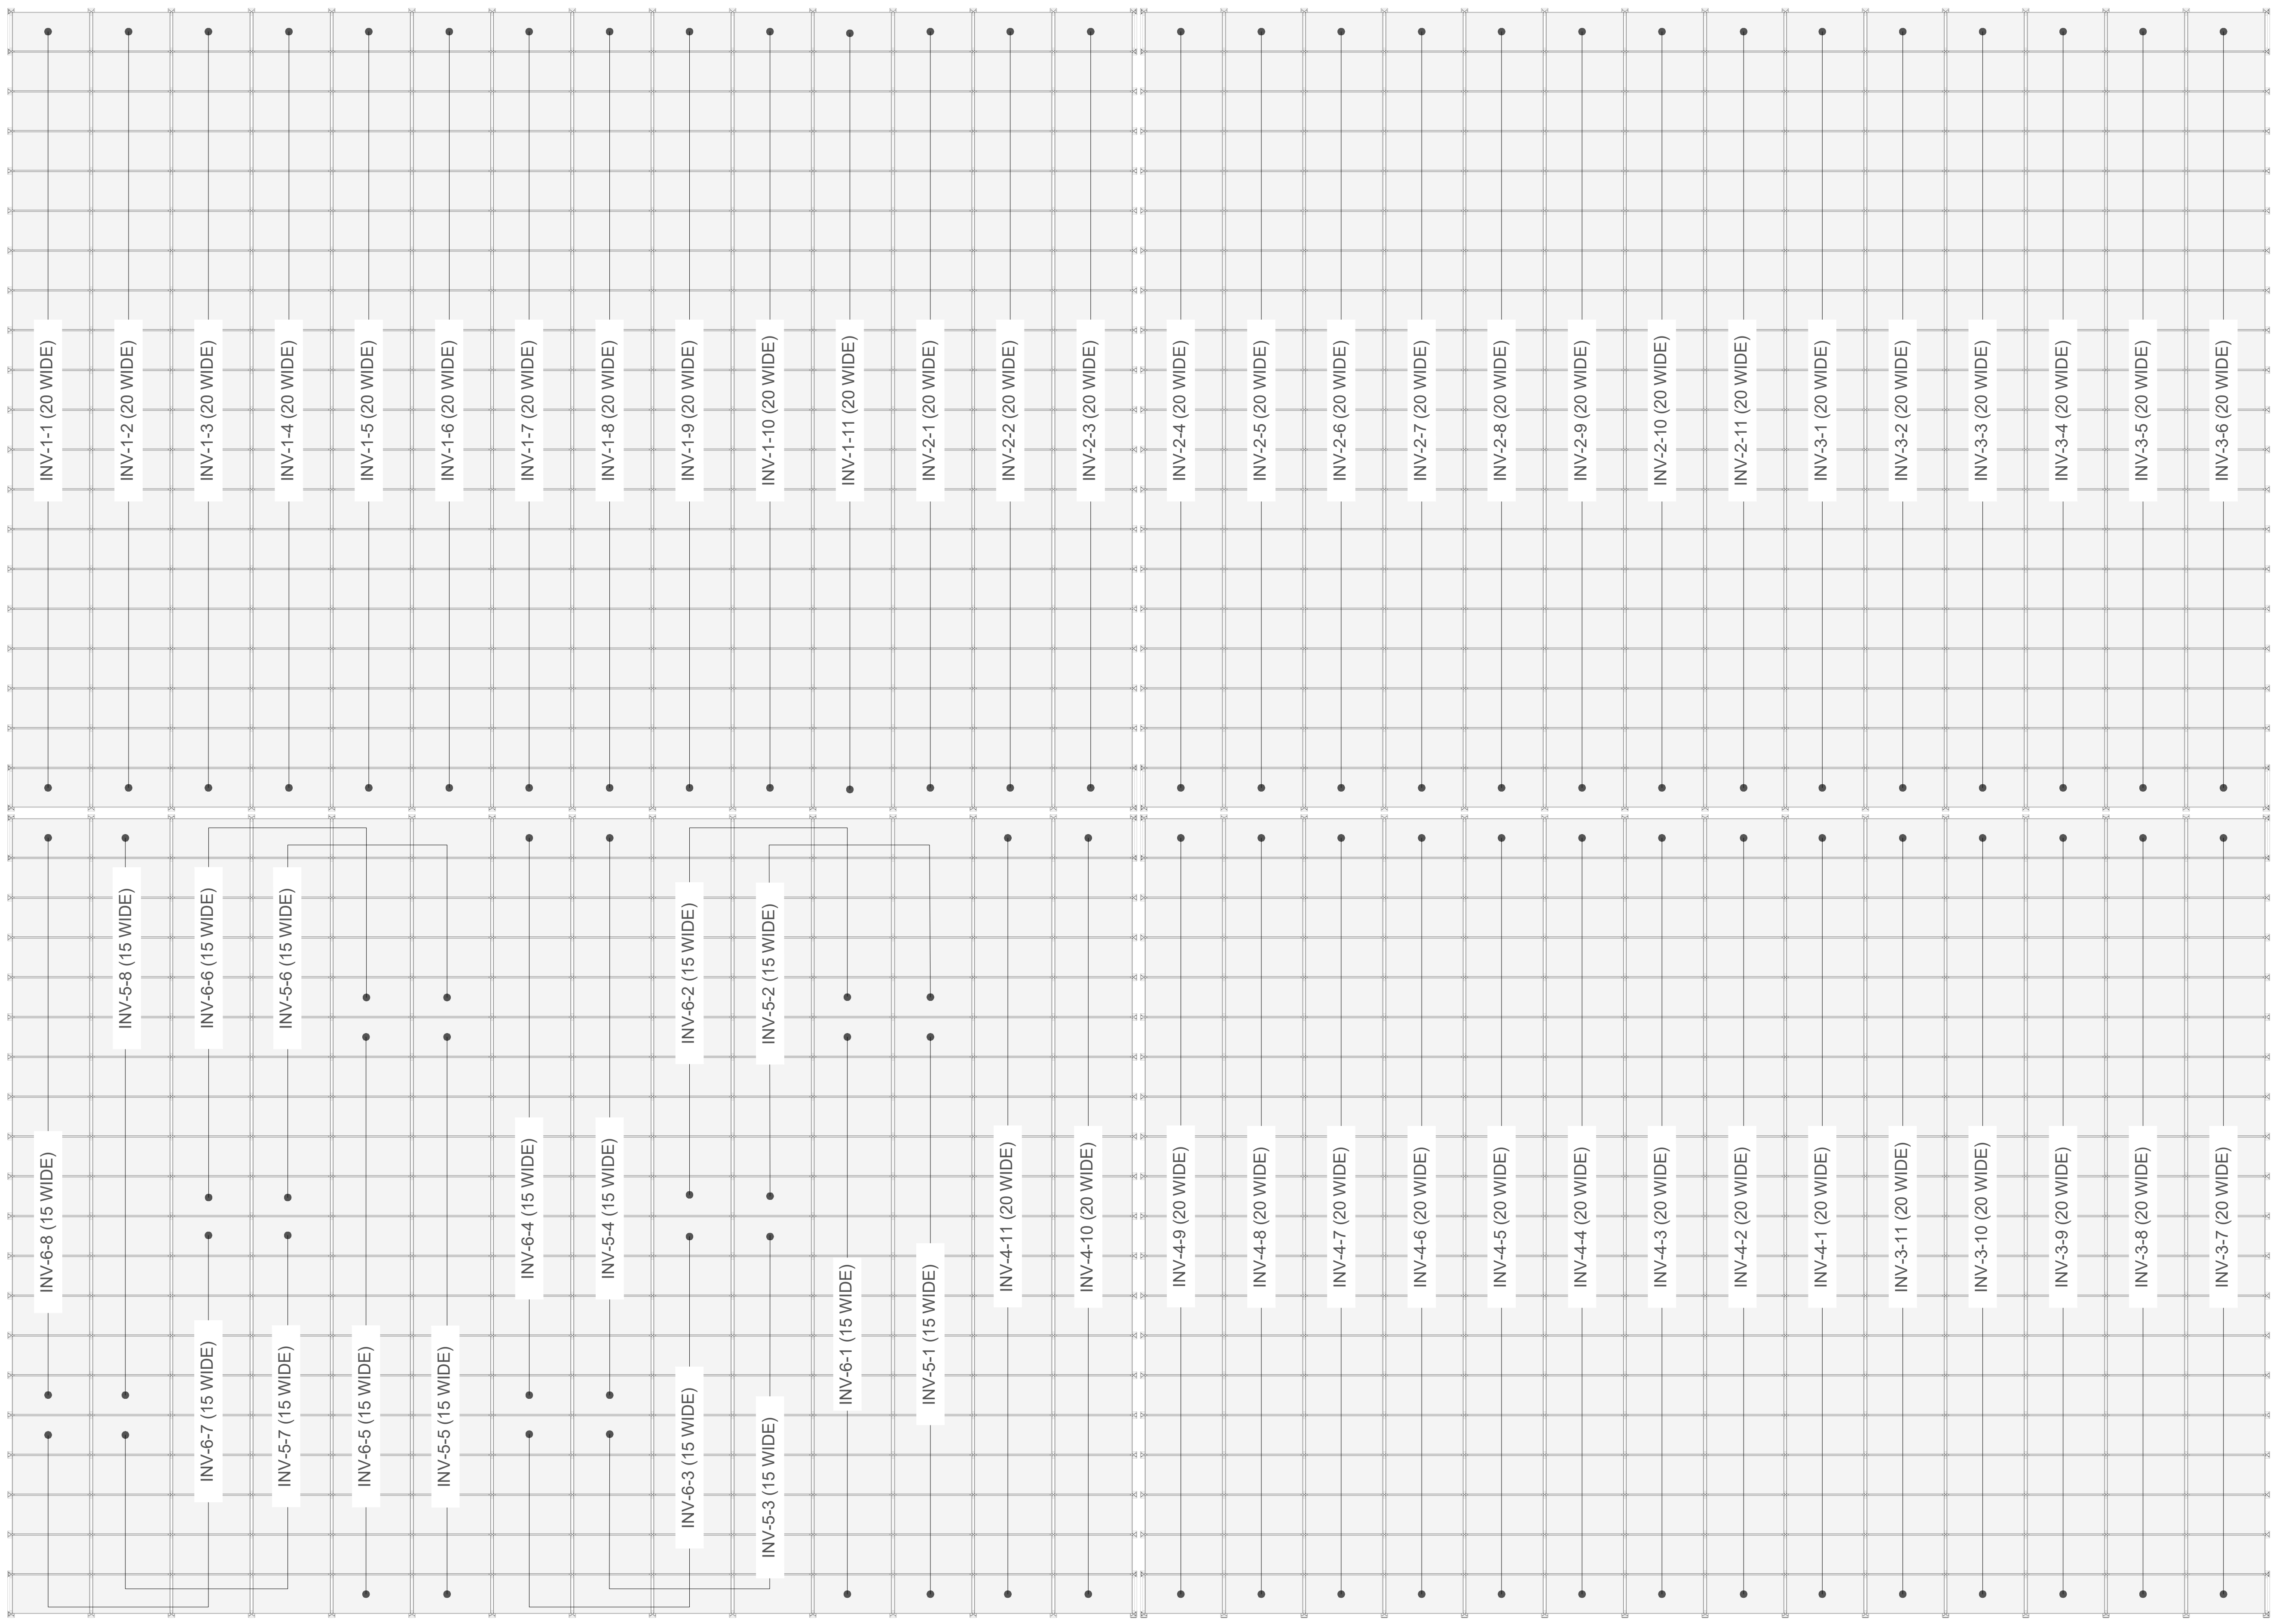 INV-1-1 (20 WIDE)
INV-1-2 (20 WIDE)
INV-1-3 (20 WIDE)
INV-1-4 (20 WIDE)
INV-1-5 (20 WIDE)
INV-1-6 (20 WIDE)
INV-1-7 (20 WIDE)
INV-1-8 (20 WIDE)
INV-1-9 (20 WIDE)
INV-1-10 (20 WIDE)
INV-1-11 (20 WIDE)
INV-2-1 (20 WIDE)
INV-2-2 (20 WIDE)
INV-2-3 (20 WIDE)
INV-2-4 (20 WIDE)
INV-2-5 (20 WIDE)
INV-2-6 (20 WIDE)
INV-2-7 (20 WIDE)
INV-2-8 (20 WIDE)
INV-2-9 (20 WIDE)
INV-2-10 (20 WIDE)
INV-2-11 (20 WIDE)
INV-3-1 (20 WIDE)
INV-3-2 (20 WIDE)
INV-3-3 (20 WIDE)
INV-3-4 (20 WIDE)
INV-3-5 (20 WIDE)
INV-3-6 (20 WIDE)
INV-6-8 (15 WIDE)
INV-5-8 (15 WIDE)
INV-6-6 (15 WIDE)
INV-6-7 (15 WIDE)
INV-5-6 (15 WIDE)
INV-5-7 (15 WIDE)
INV-6-5 (15 WIDE)
INV-5-5 (15 WIDE)
INV-6-4 (15 WIDE)
INV-5-4 (15 WIDE)
INV-6-2 (15 WIDE)
INV-6-3 (15 WIDE)
INV-5-2 (15 WIDE)
INV-5-3 (15 WIDE)
INV-6-1 (15 WIDE)
INV-5-1 (15 WIDE)
INV-4-11 (20 WIDE)
INV-4-10 (20 WIDE)
INV-4-9 (20 WIDE)
INV-4-8 (20 WIDE)
INV-4-7 (20 WIDE)
INV-4-6 (20 WIDE)
INV-4-5 (20 WIDE)
INV-4-4 (20 WIDE)
INV-4-3 (20 WIDE)
INV-4-2 (20 WIDE)
INV-4-1 (20 WIDE)
INV-3-11 (20 WIDE)
INV-3-10 (20 WIDE)
INV-3-9 (20 WIDE)
INV-3-8 (20 WIDE)
INV-3-7 (20 WIDE)